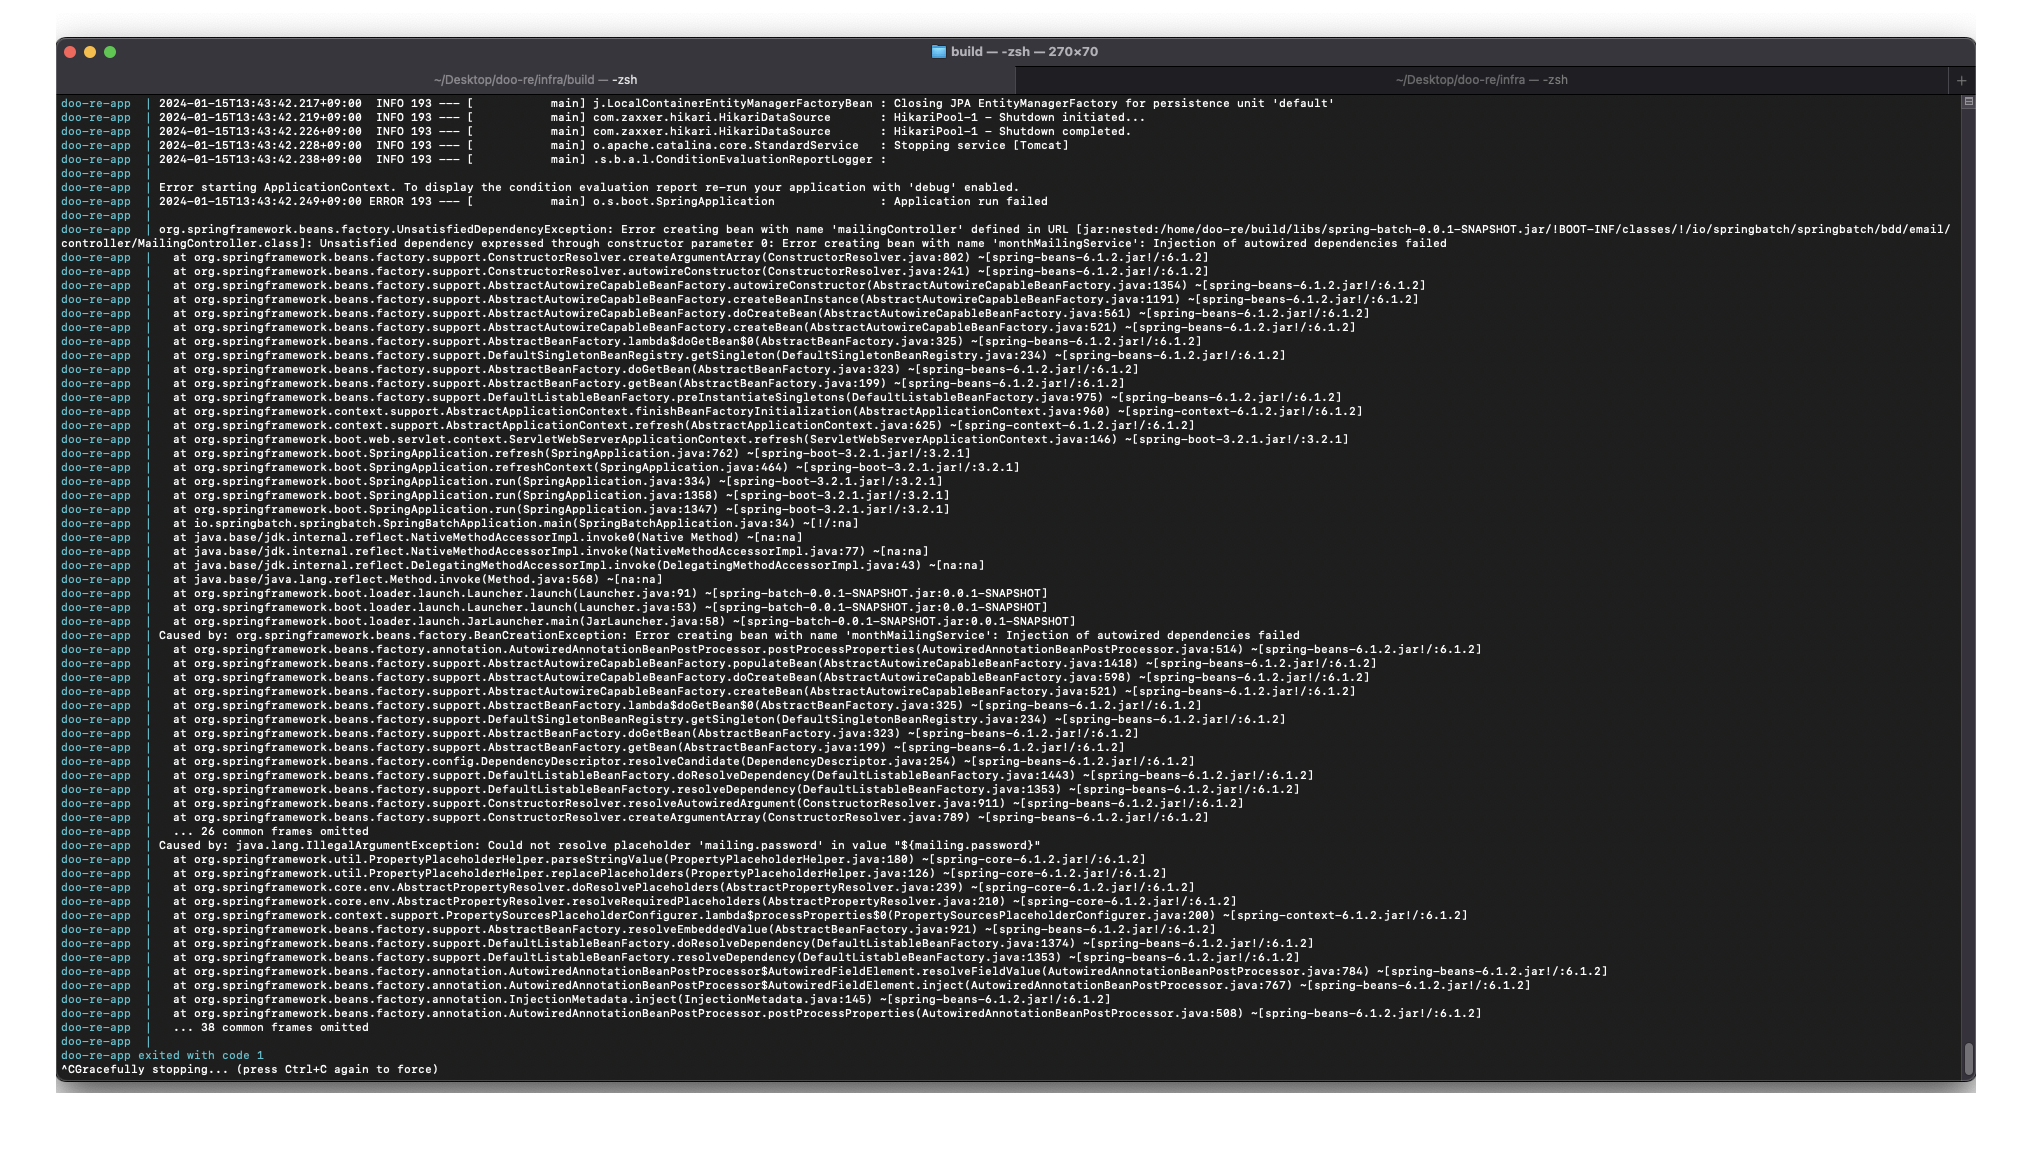 build — -zsh — 270×70
~/Desktop/doo-re/infra/build — -zsh
~/Desktop/doo-re/infra — -zsh
+
doo-re-app  | 2024-01-15T13:43:42.217+09:00  INFO 193 --- [           main] j.LocalContainerEntityManagerFactoryBean : Closing JPA EntityManagerFactory for persistence unit 'default'
doo-re-app  | 2024-01-15T13:43:42.219+09:00  INFO 193 --- [           main] com.zaxxer.hikari.HikariDataSource       : HikariPool-1 - Shutdown initiated...
doo-re-app  | 2024-01-15T13:43:42.226+09:00  INFO 193 --- [           main] com.zaxxer.hikari.HikariDataSource       : HikariPool-1 - Shutdown completed.
doo-re-app  | 2024-01-15T13:43:42.228+09:00  INFO 193 --- [           main] o.apache.catalina.core.StandardService   : Stopping service [Tomcat]
doo-re-app  | 2024-01-15T13:43:42.238+09:00  INFO 193 --- [           main] .s.b.a.l.ConditionEvaluationReportLogger :
doo-re-app  |
doo-re-app  | Error starting ApplicationContext. To display the condition evaluation report re-run your application with 'debug' enabled.
doo-re-app  | 2024-01-15T13:43:42.249+09:00 ERROR 193 --- [           main] o.s.boot.SpringApplication               : Application run failed
doo-re-app  |
doo-re-app  | org.springframework.beans.factory.UnsatisfiedDependencyException: Error creating bean with name 'mailingController' defined in URL [jar:nested:/home/doo-re/build/libs/spring-batch-0.0.1-SNAPSHOT.jar/!BOOT-INF/classes/!/io/springbatch/springbatch/bdd/email/
controller/MailingController.class]: Unsatisfied dependency expressed through constructor parameter 0: Error creating bean with name 'monthMailingService': Injection of autowired dependencies failed
doo-re-app  |   at org.springframework.beans.factory.support.ConstructorResolver.createArgumentArray(ConstructorResolver.java:802) ~[spring-beans-6.1.2.jar!/:6.1.2]
doo-re-app  |   at org.springframework.beans.factory.support.ConstructorResolver.autowireConstructor(ConstructorResolver.java:241) ~[spring-beans-6.1.2.jar!/:6.1.2]
doo-re-app  |   at org.springframework.beans.factory.support.AbstractAutowireCapableBeanFactory.autowireConstructor(AbstractAutowireCapableBeanFactory.java:1354) ~[spring-beans-6.1.2.jar!/:6.1.2]
doo-re-app  |   at org.springframework.beans.factory.support.AbstractAutowireCapableBeanFactory.createBeanInstance(AbstractAutowireCapableBeanFactory.java:1191) ~[spring-beans-6.1.2.jar!/:6.1.2]
doo-re-app  |   at org.springframework.beans.factory.support.AbstractAutowireCapableBeanFactory.doCreateBean(AbstractAutowireCapableBeanFactory.java:561) ~[spring-beans-6.1.2.jar!/:6.1.2]
doo-re-app  |   at org.springframework.beans.factory.support.AbstractAutowireCapableBeanFactory.createBean(AbstractAutowireCapableBeanFactory.java:521) ~[spring-beans-6.1.2.jar!/:6.1.2]
doo-re-app  |   at org.springframework.beans.factory.support.AbstractBeanFactory.lambda$doGetBean$0(AbstractBeanFactory.java:325) ~[spring-beans-6.1.2.jar!/:6.1.2]
doo-re-app  |   at org.springframework.beans.factory.support.DefaultSingletonBeanRegistry.getSingleton(DefaultSingletonBeanRegistry.java:234) ~[spring-beans-6.1.2.jar!/:6.1.2]
doo-re-app  |   at org.springframework.beans.factory.support.AbstractBeanFactory.doGetBean(AbstractBeanFactory.java:323) ~[spring-beans-6.1.2.jar!/:6.1.2]
doo-re-app  |   at org.springframework.beans.factory.support.AbstractBeanFactory.getBean(AbstractBeanFactory.java:199) ~[spring-beans-6.1.2.jar!/:6.1.2]
doo-re-app  |   at org.springframework.beans.factory.support.DefaultListableBeanFactory.preInstantiateSingletons(DefaultListableBeanFactory.java:975) ~[spring-beans-6.1.2.jar!/:6.1.2]
doo-re-app  |   at org.springframework.context.support.AbstractApplicationContext.finishBeanFactoryInitialization(AbstractApplicationContext.java:960) ~[spring-context-6.1.2.jar!/:6.1.2]
doo-re-app  |   at org.springframework.context.support.AbstractApplicationContext.refresh(AbstractApplicationContext.java:625) ~[spring-context-6.1.2.jar!/:6.1.2]
doo-re-app  |   at org.springframework.boot.web.servlet.context.ServletWebServerApplicationContext.refresh(ServletWebServerApplicationContext.java:146) ~[spring-boot-3.2.1.jar!/:3.2.1]
doo-re-app  |   at org.springframework.boot.SpringApplication.refresh(SpringApplication.java:762) ~[spring-boot-3.2.1.jar!/:3.2.1]
doo-re-app  |   at org.springframework.boot.SpringApplication.refreshContext(SpringApplication.java:464) ~[spring-boot-3.2.1.jar!/:3.2.1]
doo-re-app  |   at org.springframework.boot.SpringApplication.run(SpringApplication.java:334) ~[spring-boot-3.2.1.jar!/:3.2.1]
doo-re-app  |   at org.springframework.boot.SpringApplication.run(SpringApplication.java:1358) ~[spring-boot-3.2.1.jar!/:3.2.1]
doo-re-app  |   at org.springframework.boot.SpringApplication.run(SpringApplication.java:1347) ~[spring-boot-3.2.1.jar!/:3.2.1]
doo-re-app  |   at io.springbatch.springbatch.SpringBatchApplication.main(SpringBatchApplication.java:34) ~[!/:na]
doo-re-app  |   at java.base/jdk.internal.reflect.NativeMethodAccessorImpl.invoke0(Native Method) ~[na:na]
doo-re-app  |   at java.base/jdk.internal.reflect.NativeMethodAccessorImpl.invoke(NativeMethodAccessorImpl.java:77) ~[na:na]
doo-re-app  |   at java.base/jdk.internal.reflect.DelegatingMethodAccessorImpl.invoke(DelegatingMethodAccessorImpl.java:43) ~[na:na]
doo-re-app  |   at java.base/java.lang.reflect.Method.invoke(Method.java:568) ~[na:na]
doo-re-app  |   at org.springframework.boot.loader.launch.Launcher.launch(Launcher.java:91) ~[spring-batch-0.0.1-SNAPSHOT.jar:0.0.1-SNAPSHOT]
doo-re-app  |   at org.springframework.boot.loader.launch.Launcher.launch(Launcher.java:53) ~[spring-batch-0.0.1-SNAPSHOT.jar:0.0.1-SNAPSHOT]
doo-re-app  |   at org.springframework.boot.loader.launch.JarLauncher.main(JarLauncher.java:58) ~[spring-batch-0.0.1-SNAPSHOT.jar:0.0.1-SNAPSHOT]
doo-re-app  | Caused by: org.springframework.beans.factory.BeanCreationException: Error creating bean with name 'monthMailingService': Injection of autowired dependencies failed
doo-re-app  |   at org.springframework.beans.factory.annotation.AutowiredAnnotationBeanPostProcessor.postProcessProperties(AutowiredAnnotationBeanPostProcessor.java:514) ~[spring-beans-6.1.2.jar!/:6.1.2]
doo-re-app  |   at org.springframework.beans.factory.support.AbstractAutowireCapableBeanFactory.populateBean(AbstractAutowireCapableBeanFactory.java:1418) ~[spring-beans-6.1.2.jar!/:6.1.2]
doo-re-app  |   at org.springframework.beans.factory.support.AbstractAutowireCapableBeanFactory.doCreateBean(AbstractAutowireCapableBeanFactory.java:598) ~[spring-beans-6.1.2.jar!/:6.1.2]
doo-re-app  |   at org.springframework.beans.factory.support.AbstractAutowireCapableBeanFactory.createBean(AbstractAutowireCapableBeanFactory.java:521) ~[spring-beans-6.1.2.jar!/:6.1.2]
doo-re-app  |   at org.springframework.beans.factory.support.AbstractBeanFactory.lambda$doGetBean$0(AbstractBeanFactory.java:325) ~[spring-beans-6.1.2.jar!/:6.1.2]
doo-re-app  |   at org.springframework.beans.factory.support.DefaultSingletonBeanRegistry.getSingleton(DefaultSingletonBeanRegistry.java:234) ~[spring-beans-6.1.2.jar!/:6.1.2]
doo-re-app  |   at org.springframework.beans.factory.support.AbstractBeanFactory.doGetBean(AbstractBeanFactory.java:323) ~[spring-beans-6.1.2.jar!/:6.1.2]
doo-re-app  |   at org.springframework.beans.factory.support.AbstractBeanFactory.getBean(AbstractBeanFactory.java:199) ~[spring-beans-6.1.2.jar!/:6.1.2]
doo-re-app  |   at org.springframework.beans.factory.config.DependencyDescriptor.resolveCandidate(DependencyDescriptor.java:254) ~[spring-beans-6.1.2.jar!/:6.1.2]
doo-re-app  |   at org.springframework.beans.factory.support.DefaultListableBeanFactory.doResolveDependency(DefaultListableBeanFactory.java:1443) ~[spring-beans-6.1.2.jar!/:6.1.2]
doo-re-app  |   at org.springframework.beans.factory.support.DefaultListableBeanFactory.resolveDependency(DefaultListableBeanFactory.java:1353) ~[spring-beans-6.1.2.jar!/:6.1.2]
doo-re-app  |   at org.springframework.beans.factory.support.ConstructorResolver.resolveAutowiredArgument(ConstructorResolver.java:911) ~[spring-beans-6.1.2.jar!/:6.1.2]
doo-re-app  |   at org.springframework.beans.factory.support.ConstructorResolver.createArgumentArray(ConstructorResolver.java:789) ~[spring-beans-6.1.2.jar!/:6.1.2]
doo-re-app  |   ... 26 common frames omitted
doo-re-app  | Caused by: java.lang.IllegalArgumentException: Could not resolve placeholder 'mailing.password' in value "${mailing.password}"
doo-re-app  |   at org.springframework.util.PropertyPlaceholderHelper.parseStringValue(PropertyPlaceholderHelper.java:180) ~[spring-core-6.1.2.jar!/:6.1.2]
doo-re-app  |   at org.springframework.util.PropertyPlaceholderHelper.replacePlaceholders(PropertyPlaceholderHelper.java:126) ~[spring-core-6.1.2.jar!/:6.1.2]
doo-re-app  |   at org.springframework.core.env.AbstractPropertyResolver.doResolvePlaceholders(AbstractPropertyResolver.java:239) ~[spring-core-6.1.2.jar!/:6.1.2]
doo-re-app  |   at org.springframework.core.env.AbstractPropertyResolver.resolveRequiredPlaceholders(AbstractPropertyResolver.java:210) ~[spring-core-6.1.2.jar!/:6.1.2]
doo-re-app  |   at org.springframework.context.support.PropertySourcesPlaceholderConfigurer.lambda$processProperties$0(PropertySourcesPlaceholderConfigurer.java:200) ~[spring-context-6.1.2.jar!/:6.1.2]
doo-re-app  |   at org.springframework.beans.factory.support.AbstractBeanFactory.resolveEmbeddedValue(AbstractBeanFactory.java:921) ~[spring-beans-6.1.2.jar!/:6.1.2]
doo-re-app  |   at org.springframework.beans.factory.support.DefaultListableBeanFactory.doResolveDependency(DefaultListableBeanFactory.java:1374) ~[spring-beans-6.1.2.jar!/:6.1.2]
doo-re-app  |   at org.springframework.beans.factory.support.DefaultListableBeanFactory.resolveDependency(DefaultListableBeanFactory.java:1353) ~[spring-beans-6.1.2.jar!/:6.1.2]
doo-re-app  |   at org.springframework.beans.factory.annotation.AutowiredAnnotationBeanPostProcessor$AutowiredFieldElement.resolveFieldValue(AutowiredAnnotationBeanPostProcessor.java:784) ~[spring-beans-6.1.2.jar!/:6.1.2]
doo-re-app  |   at org.springframework.beans.factory.annotation.AutowiredAnnotationBeanPostProcessor$AutowiredFieldElement.inject(AutowiredAnnotationBeanPostProcessor.java:767) ~[spring-beans-6.1.2.jar!/:6.1.2]
doo-re-app  |   at org.springframework.beans.factory.annotation.InjectionMetadata.inject(InjectionMetadata.java:145) ~[spring-beans-6.1.2.jar!/:6.1.2]
doo-re-app  |   at org.springframework.beans.factory.annotation.AutowiredAnnotationBeanPostProcessor.postProcessProperties(AutowiredAnnotationBeanPostProcessor.java:508) ~[spring-beans-6.1.2.jar!/:6.1.2]
doo-re-app  |   ... 38 common frames omitted
doo-re-app  |
doo-re-app exited with code 1
^CGracefully stopping... (press Ctrl+C again to force)